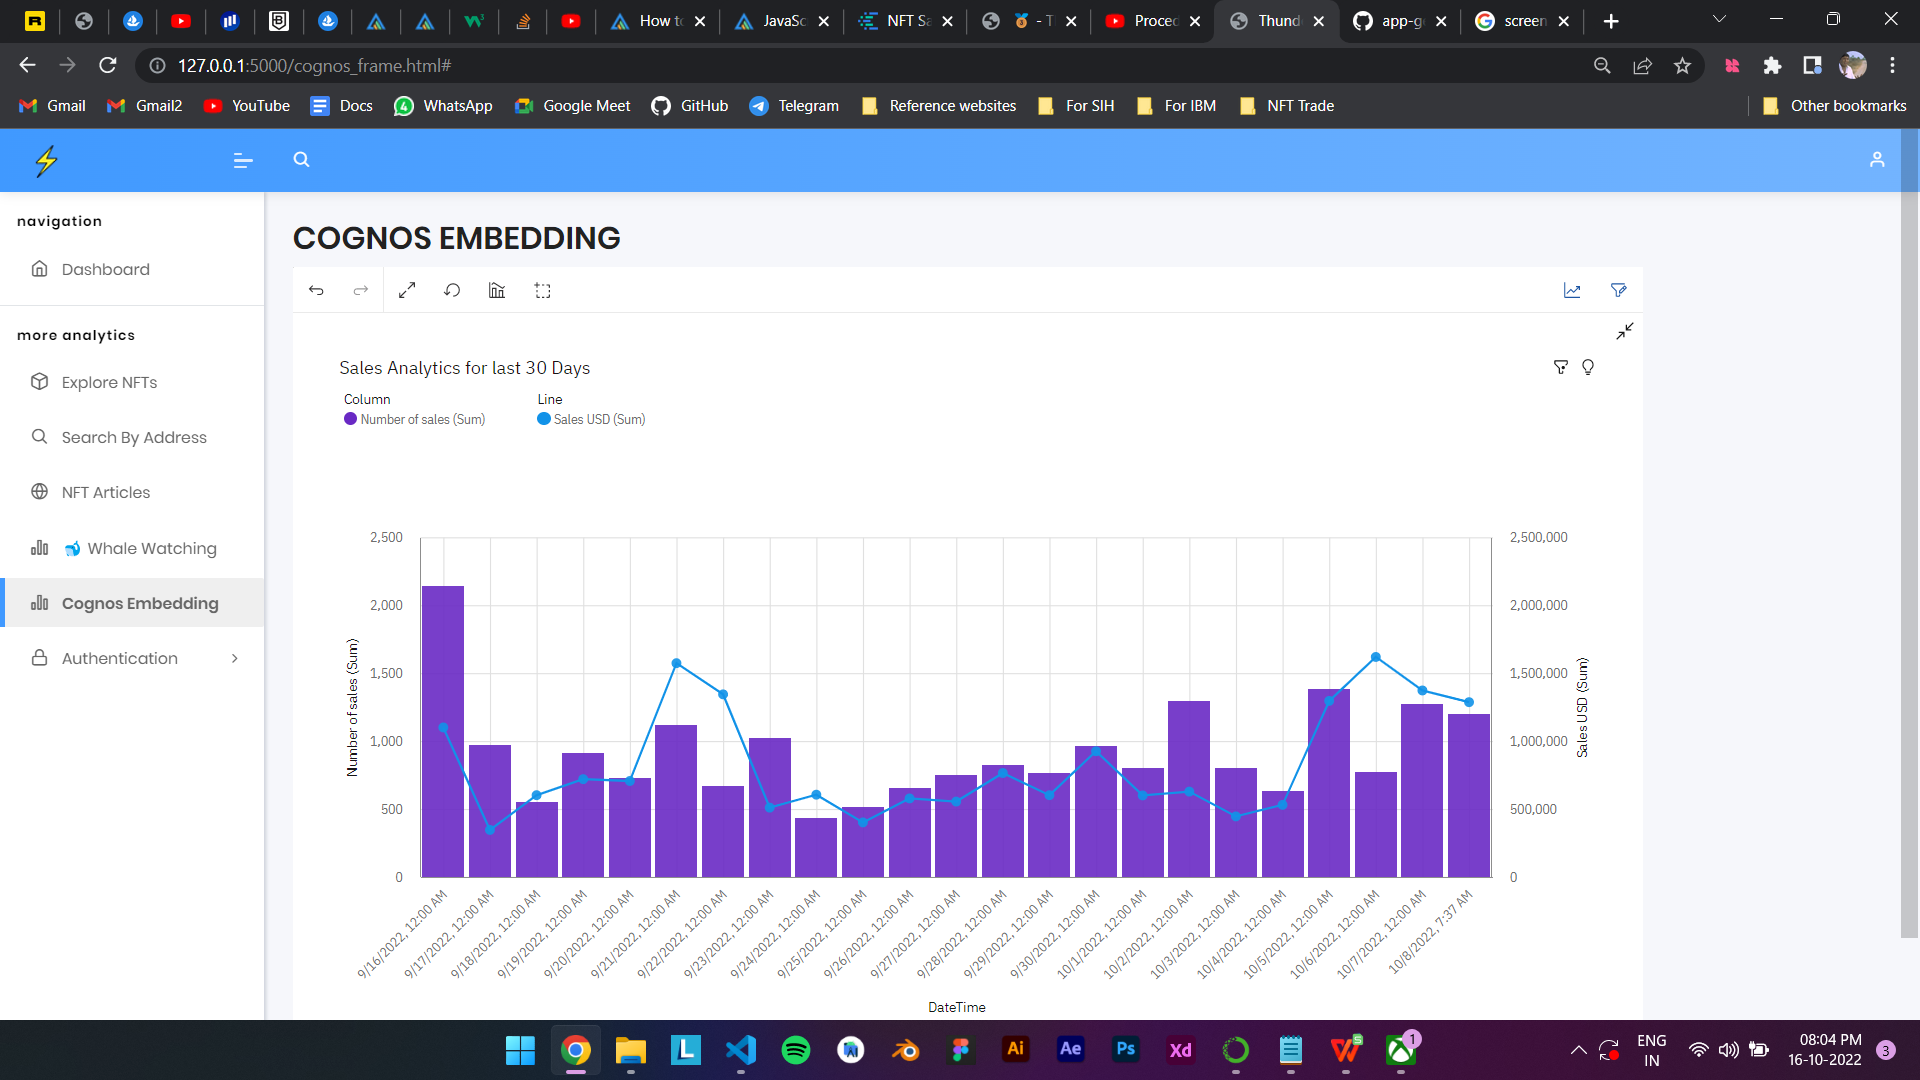 How to
JavaSc
NFT Sa
- T
Proced
Thund
app-g
screen
127.0.0.1:5000/cognos_frame.html#
Gmail
Gmail2
YouTube
Docs
WhatsApp
Google Meet
GitHub
Telegram
Reference websites
For SIH
For IBM
NFT Trade
Other bookmarks
navigation
Dashboard
more analytics
Explore NFTs
Search By Address
NFT Articles
Whale Watching
Cognos Embedding
Authentication
COGNOS EMBEDDING
Sales Analytics for last 30 Days
Column
Number of sales (Sum)
Line
Sales USD (Sum)
2,500
2,000
1,500
1,000
500
0
Number of sales (Sum)
2,500,000
2,000,000
1,500,000
1,000,000
500,000
0
Sales USD (Sum)
9/16/2022, 12:00 AM
9/17/2022, 12:00 AM
9/18/2022, 12:00 AM
9/19/2022, 12:00 AM
9/20/2022, 12:00 AM
9/21/2022, 12:00 AM
9/22/2022, 12:00 AM
9/23/2022, 12:00 AM
9/24/2022, 12:00 AM
9/25/2022, 12:00 AM
9/26/2022, 12:00 AM
9/27/2022, 12:00 AM
9/28/2022, 12:00 AM
9/29/2022, 12:00 AM
9/30/2022, 12:00 AM
10/1/2022, 12:00 AM
10/2/2022, 12:00 AM
10/3/2022, 12:00 AM
10/4/2022, 12:00 AM
10/5/2022, 12:00 AM
10/6/2022, 12:00 AM
10/7/2022, 12:00 AM
10/8/2022, 7:37 AM
DateTime
L
Ai
Ae
Ps
Xd
1
ENG
IN
08:04 PM
16-10-2022
3